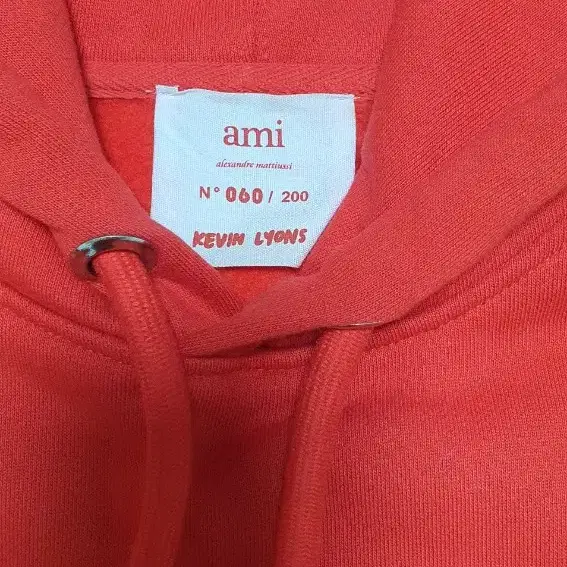 ami
alexandre mattiussi
N° 060 / 200
KEVIN LYONS